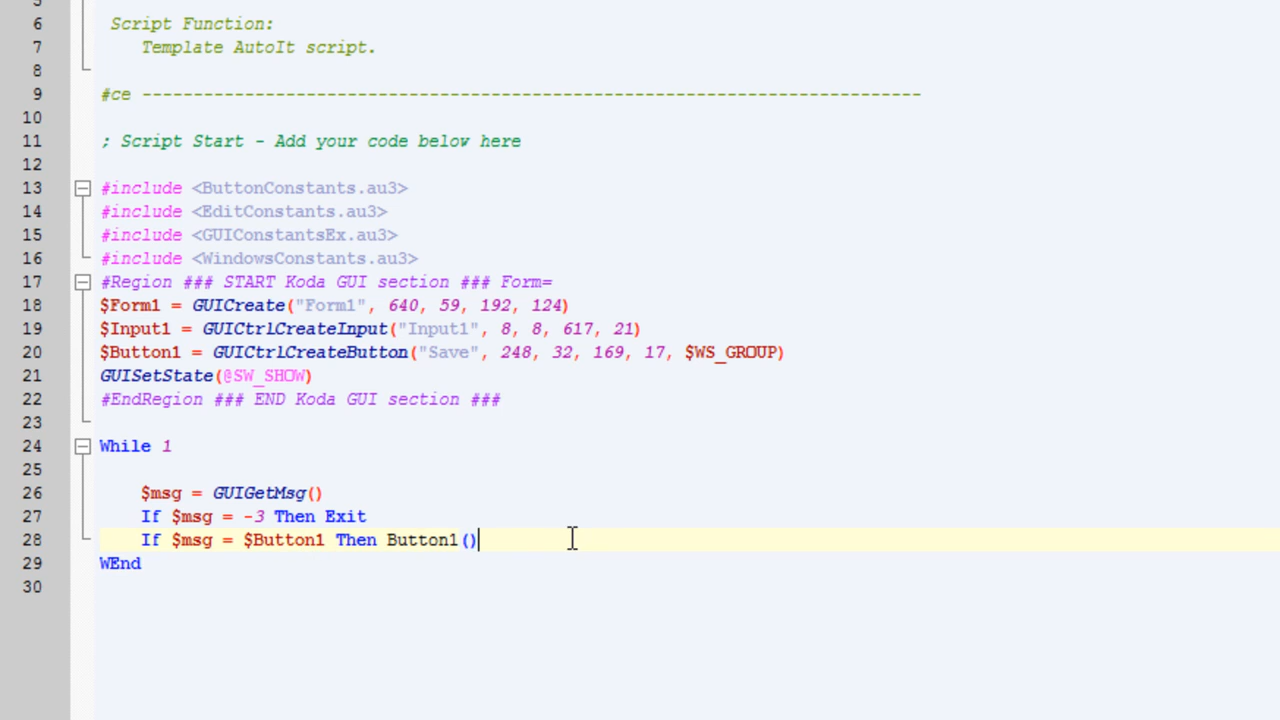 6 Script Function:
7 Template AutoIt script.
8
9 #ce ----------------------------------------------------------------------------
10
11 ; Script Start - Add your code below here
12
13 #include <ButtonConstants.au3>
14 #include <EditConstants.au3>
15 #include <GUIConstantsEx.au3>
16 #include <WindowsConstants.au3>
17 #Region ### START Koda GUI section ### Form=
18 $Form1 = GUICreate("Form1", 640, 59, 192, 124)
19 $Input1 = GUICtrlCreateInput("Input1", 8, 8, 617, 21)
20 $Button1 = GUICtrlCreateButton("Save", 248, 32, 169, 17, $WS_GROUP)
21 GUISetState(@SW_SHOW)
22 #EndRegion ### END Koda GUI section ###
23
24 While 1
25
26 $msg = GUIGetMsg()
27 If $msg = -3 Then Exit
28 If $msg = $Button1 Then Button1()
29 WEnd
30